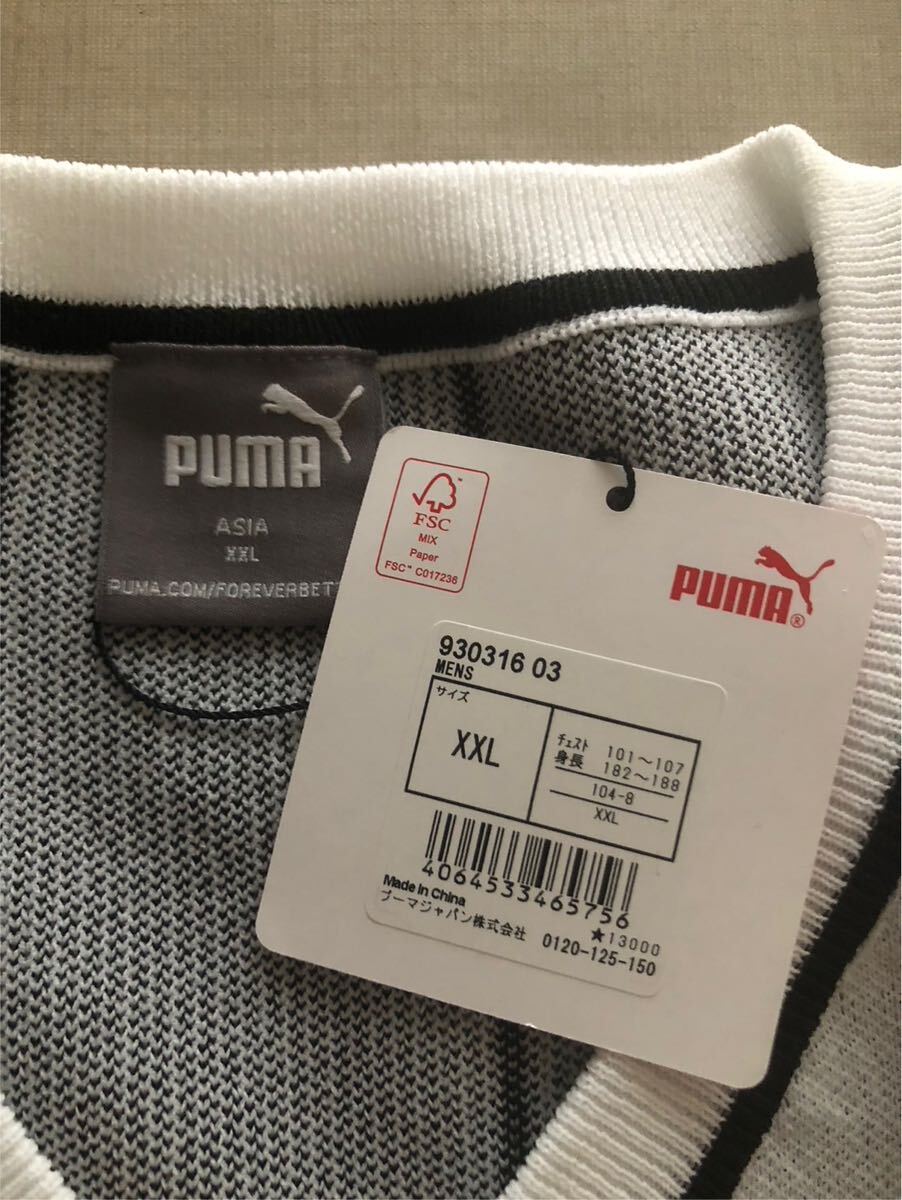 PUMA
ASIA
XXL
PUMA.COM/FOREVERBET
FSC
MIX
Paper
FSC™ C017236
PUMA®
930316 03
MENS
サイズ
XXL
チェスト 101〜107
身長 182〜188
104-8
XXL
4064533465756
Made in China
★13000
プーマジャパン株式会社 0120-125-150